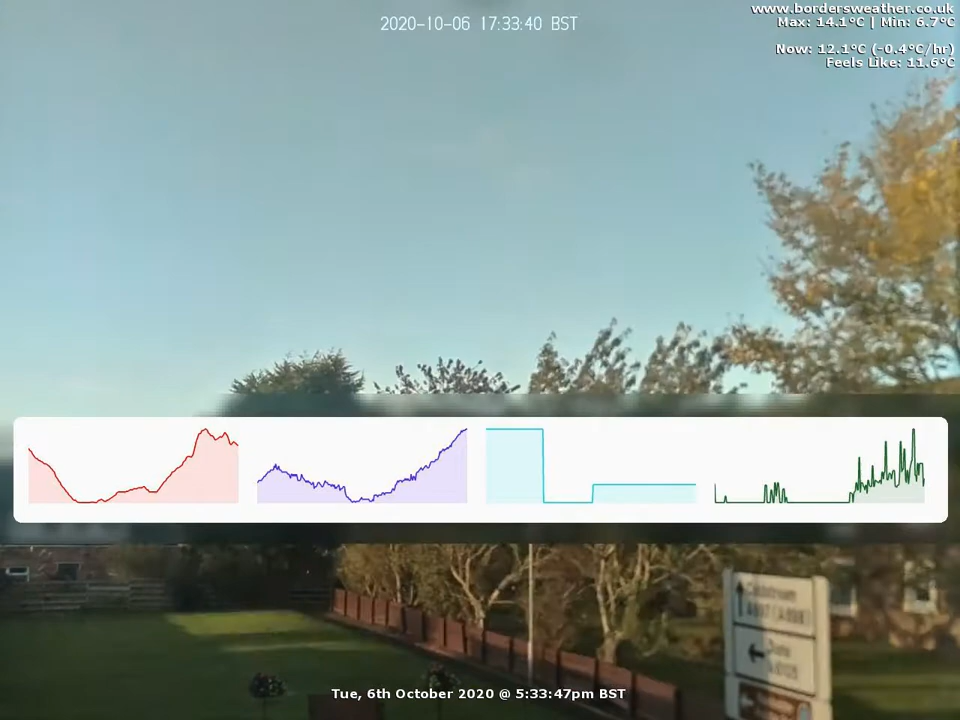 www.bordersweather.co.uk
2020-10-06 17:33:40 BST
Max: 14.1°C | Min: 6.7°C
Now: 12.1°C (-0.4°C/hr)
Feels Like: 11.6°C
Tue, 6th October 2020 @ 5:33:47pm BST